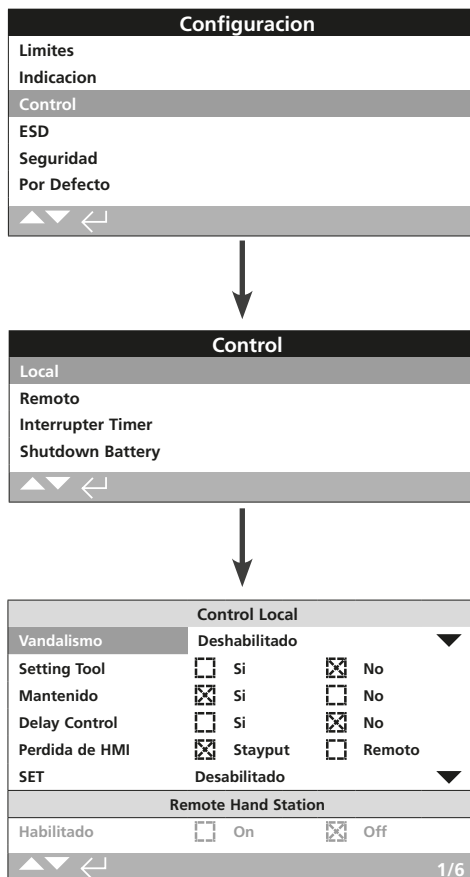 Configuracion
Limites
Indicacion
Control
ESD
Seguridad
Por Defecto
Control
Local
Remoto
Interrupter Timer
Shutdown Battery
Control Local
Vandalismo Deshabilitado
Setting Tool Si No
Mantenido Si No
Delay Control Si No
Perdida de HMI Stayput Remoto
SET Desabilitado
Remote Hand Station
Habilitado On Off
1/6